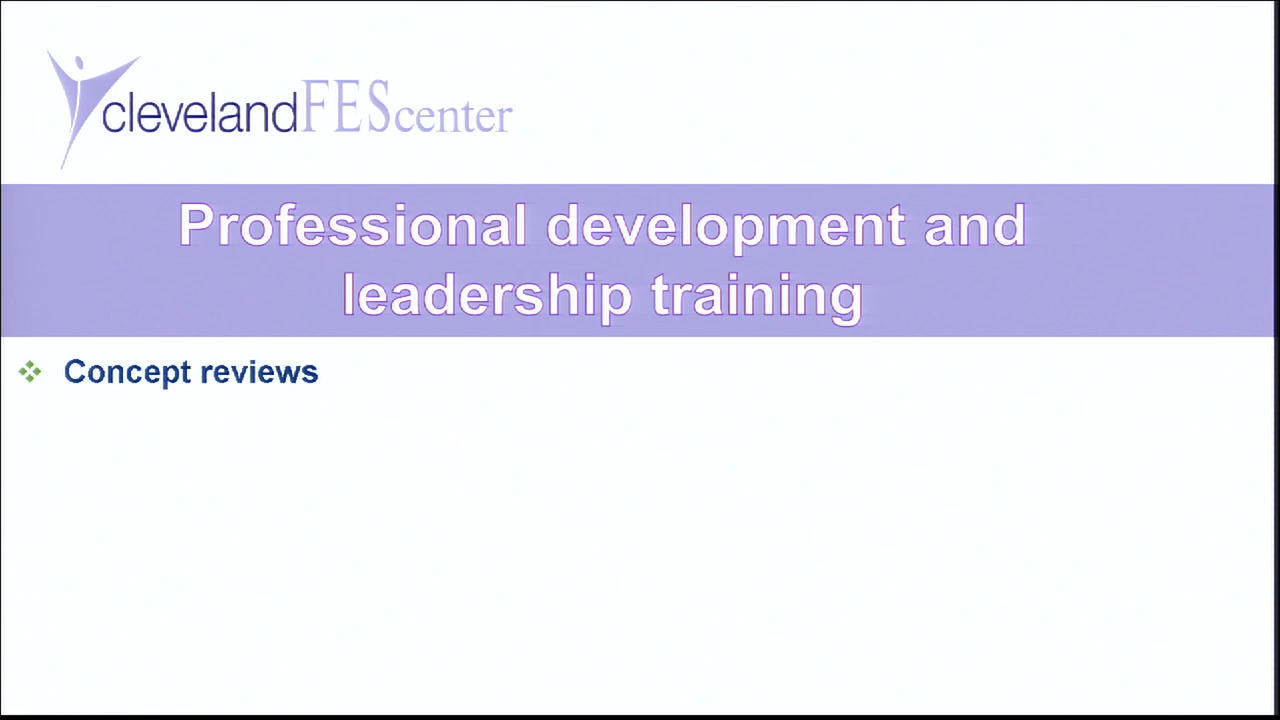 clevelandFEScenter
Professional development and
leadership training
Concept reviews